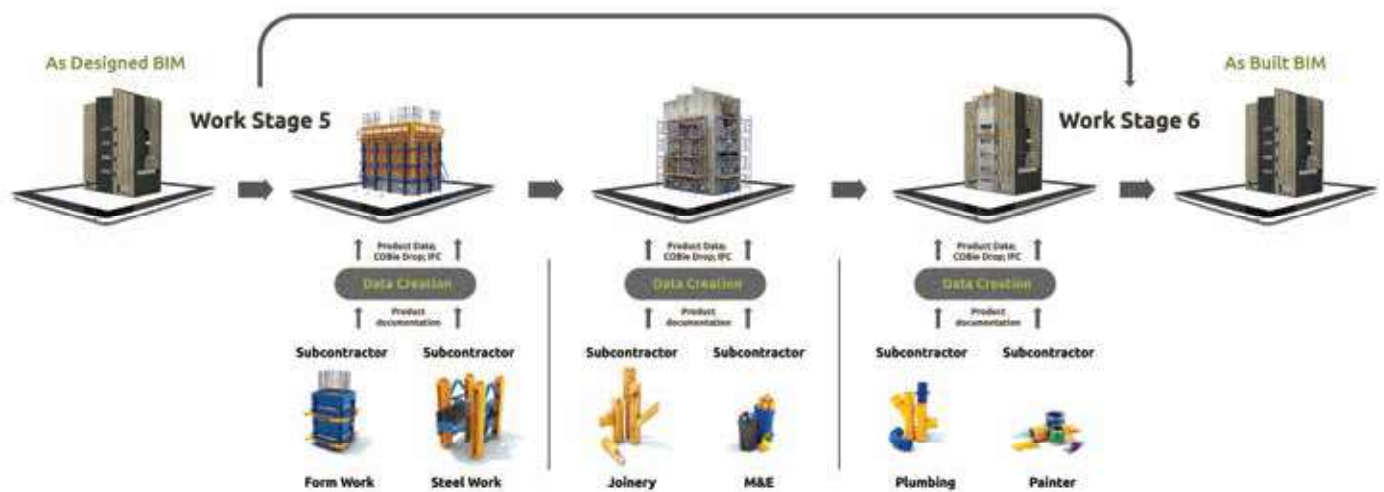 As Designed BIM
As Built BIM
Work Stage 5
Work Stage 6
Product Data;
COBie Drop; IFC
Data Creation
Product
documentation
Product Data;
COBie Drop; IFC
Data Creation
Product
documentation
Product Data;
COBie Drop; IFC
Data Creation
Product
documentation
Subcontractor
Subcontractor
Subcontractor
Subcontractor
Subcontractor
Subcontractor
Form Work
Steel Work
Joinery
M&E
Plumbing
Painter